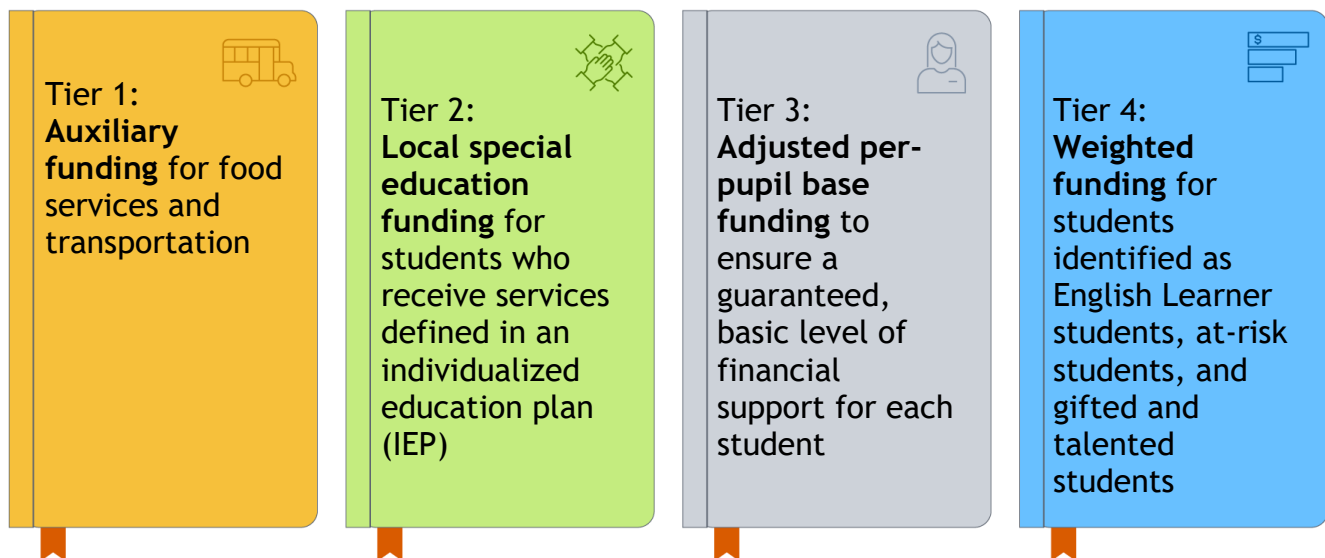 Tier 1:
Auxiliary
funding for food
services and
transportation
Tier 2:
Local special
education
funding for
students who
receive services
defined in an
individualized
education plan
(IEP)
Tier 3:
Adjusted per-
pupil base
funding to
ensure a
guaranteed,
basic level of
financial
support for each
student
$
Tier 4:
Weighted
funding for
students
identified as
English Learner
students, at-risk
students, and
gifted and
talented
students